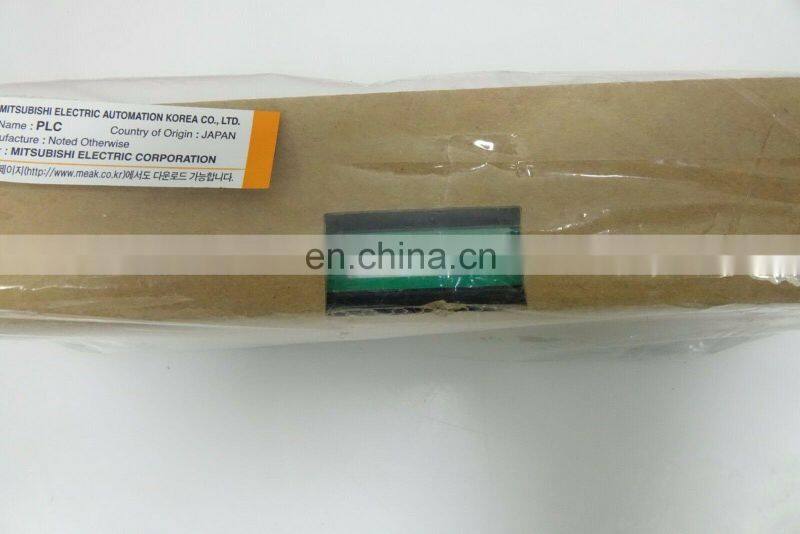 MITSUBISHI ELECTRIC AUTOMATION KOREA CO., LTD.
Name : PLC
Country of Origin : JAPAN
ufacture : Noted Otherwise
: MITSUBISHI ELECTRIC CORPORATION
페이지(http://www.meak.co.kr)에서도 다운로드 가능합니다.
en.china.cn